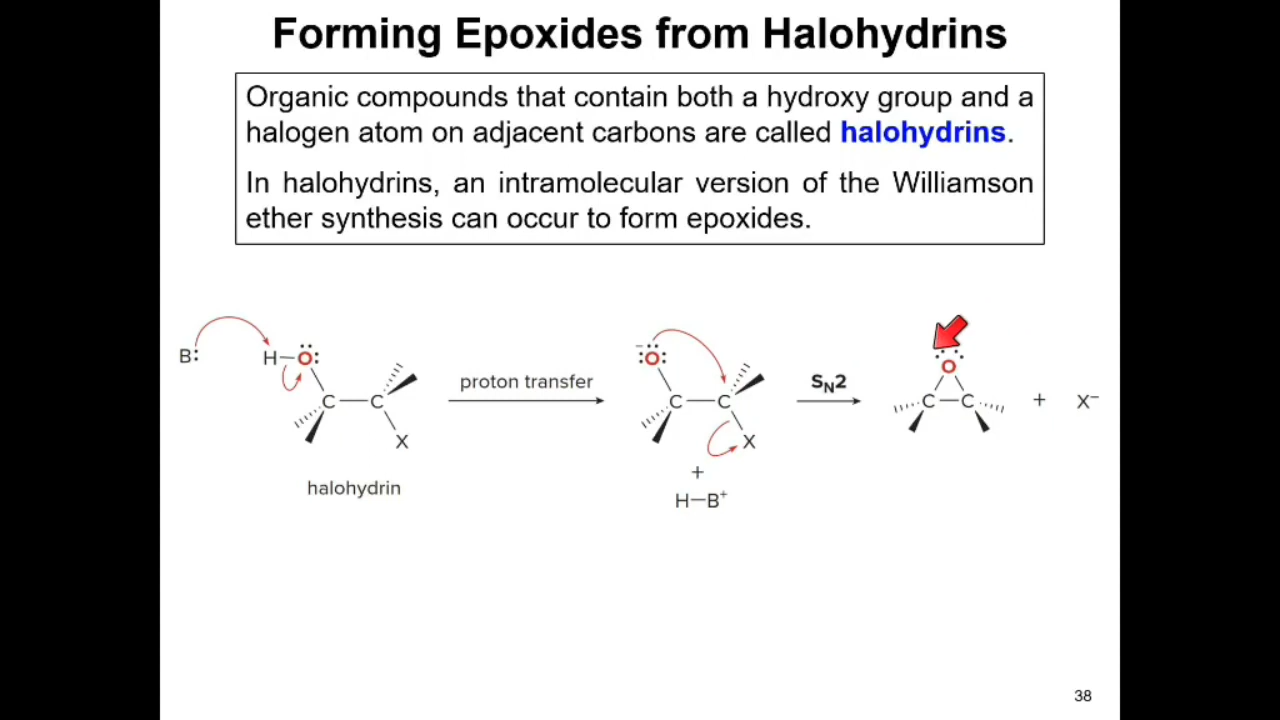 Forming Epoxides from Halohydrins
Organic compounds that contain both a hydroxy group and a
halogen atom on adjacent carbons are called halohydrins.
In halohydrins, an intramolecular version of the Williamson
ether synthesis can occur to form epoxides.
B: H–Ö: C–C X
halohydrin
proton transfer
⁻:Ö: C–C X
+
H–B⁺
SN2
O C–C + X⁻
38